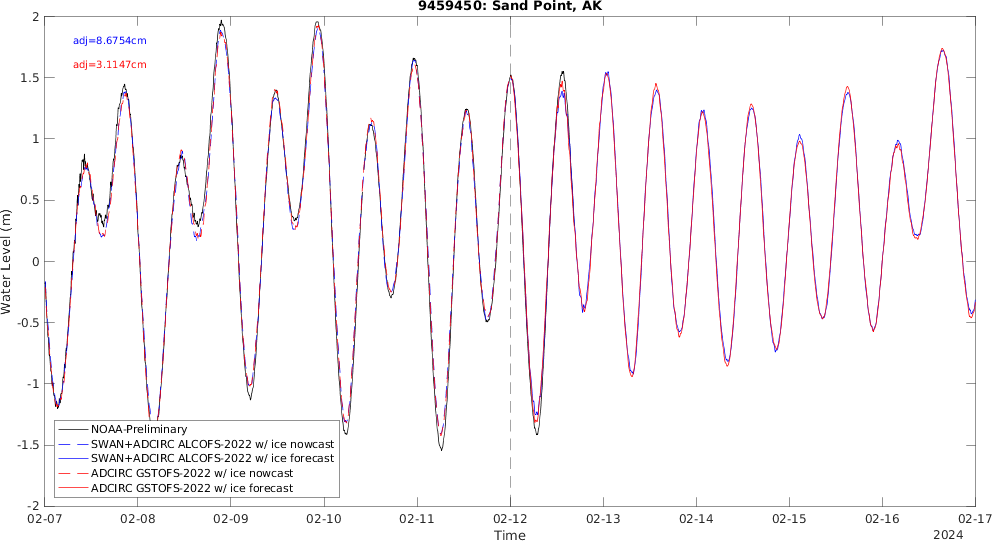 9459450: Sand Point, AK
adj=8.6754cm
adj=3.1147cm
Water Level (m)
2
1.5
1
0.5
0
-0.5
-1
-1.5
-2
NOAA-Preliminary
SWAN+ADCIRC ALCOFS-2022 w/ ice nowcast
SWAN+ADCIRC ALCOFS-2022 w/ ice forecast
ADCIRC GSTOFS-2022 w/ ice nowcast
ADCIRC GSTOFS-2022 w/ ice forecast
02-07 02-08 02-09 02-10 02-11 02-12 02-13 02-14 02-15 02-16 02-17
Time
2024